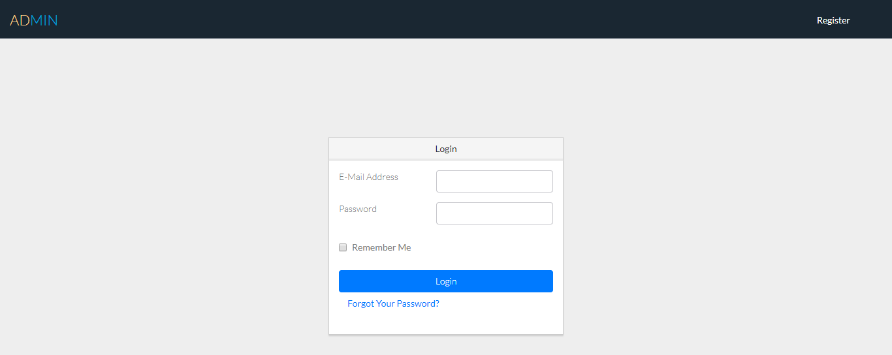 ADMIN
Register
Login
E-Mail Address
Password
Remember Me
Login
Forgot Your Password?